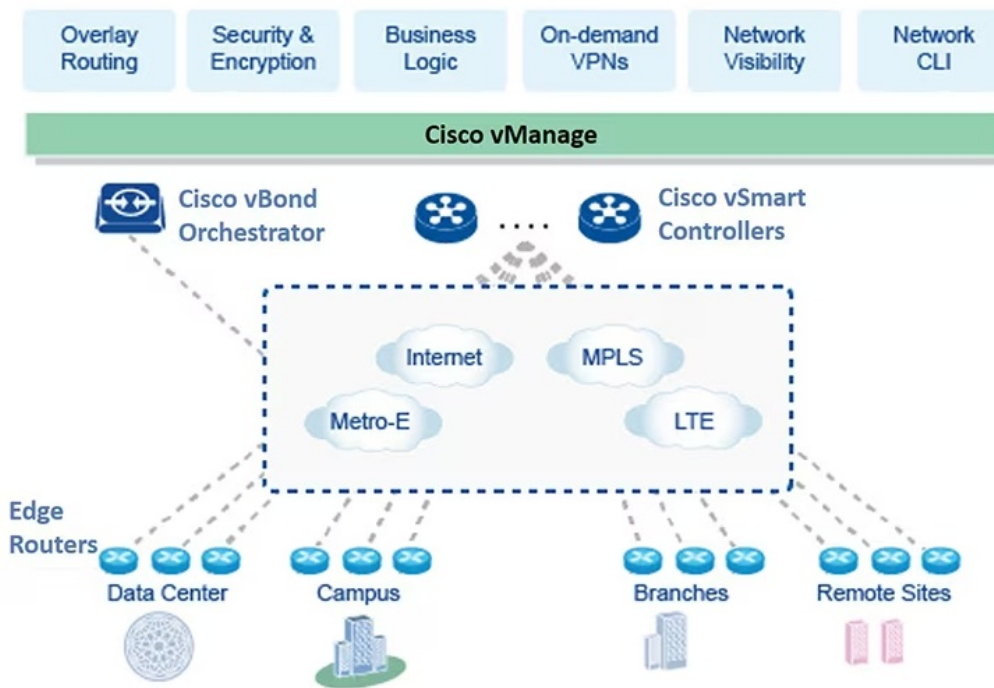 Overlay
Routing
Security &
Encryption
Business
Logic
On-demand
VPNs
Network
Visibility
Network
CLI
Cisco vManage
Cisco vBond
Orchestrator
....
Cisco vSmart
Controllers
Internet
MPLS
Metro-E
LTE
Edge
Routers
Data Center
Campus
Branches
Remote Sites